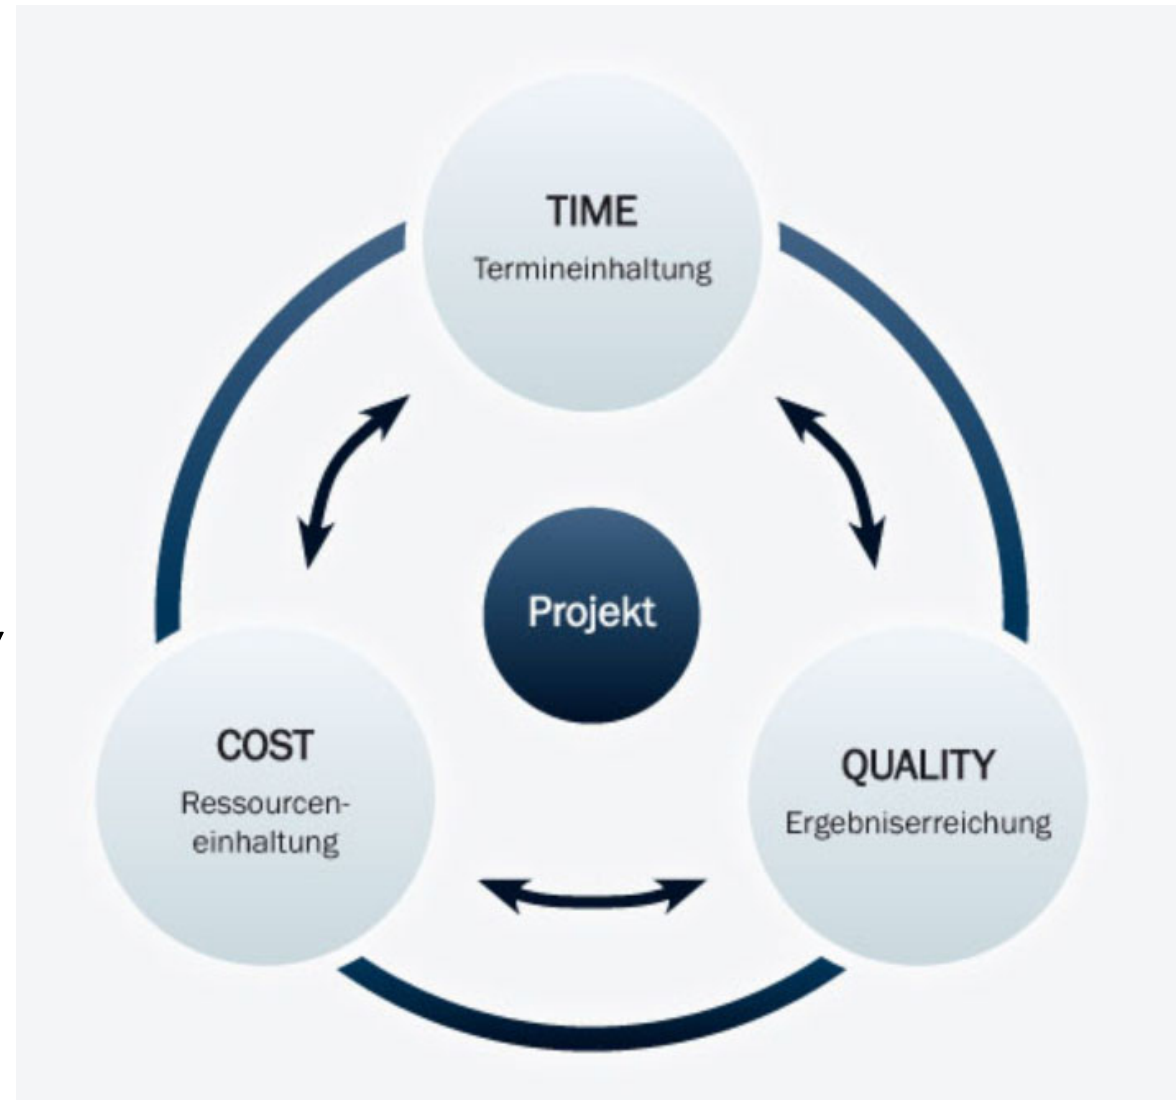 TIME
Termineinhaltung
Projekt
COST
Ressourcen-
einhaltung
QUALITY
Ergebniserreichung